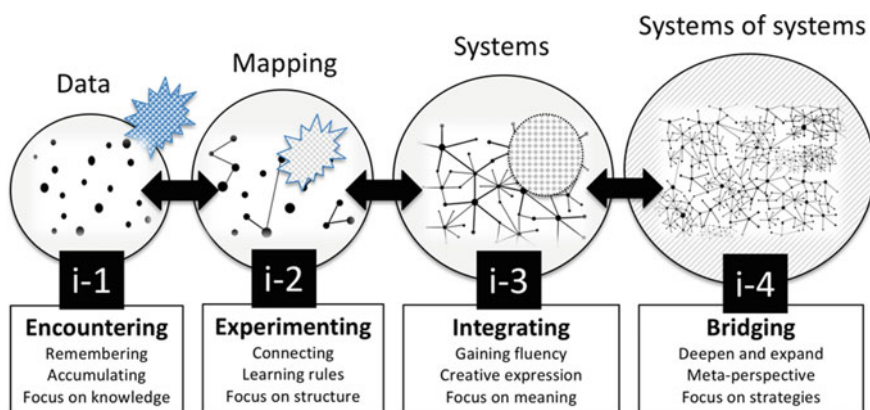 Data
Mapping
Systems
Systems of systems
i-1
i-2
i-3
i-4
Encountering
Remembering
Accumulating
Focus on knowledge
Experimenting
Connecting
Learning rules
Focus on structure
Integrating
Gaining fluency
Creative expression
Focus on meaning
Bridging
Deepen and expand
Meta-perspective
Focus on strategies